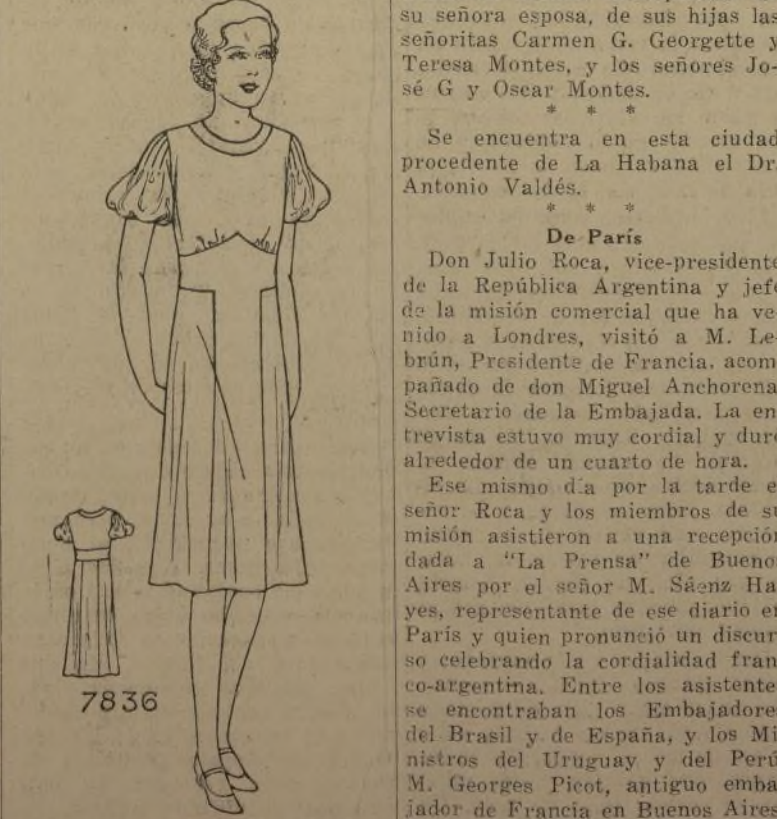 su señora esposa, de sus hijas las
señoritas Carmen G. Georgette y
Teresa Montes, y los señores Jo-
sé G y Oscar Montes.
* * *
Se encuentra en esta ciudad
procedente de La Habana el Dr.
Antonio Valdés.
* * *
De París
Don Julio Roca, vice-presidente
de la República Argentina y jefe
de la misión comercial que ha ve-
nido a Londres, visitó a M. Le-
brún, Presidente de Francia, acom
pañado de don Miguel Anchorena
Secretario de la Embajada. La en
trevista estuvo muy cordial y duró
alrededor de un cuarto de hora.
Ese mismo día por la tarde e
señor Roca y los miembros de su
misión asistieron a una recepción
dada a "La Prensa" de Bueno
Aires por el señor M. Sáenz Ha
yes, representante de ese diario en
París y quien pronunció un discur
so celebrando la cordialidad fran
co-argentina. Entre los asistente
se encontraban los Embajadore
del Brasil y de España, y los Mi
nistros del Uruguay y del Perú
M. Georges Picot, antiguo emba
jador de Francia en Buenos Aires
7836